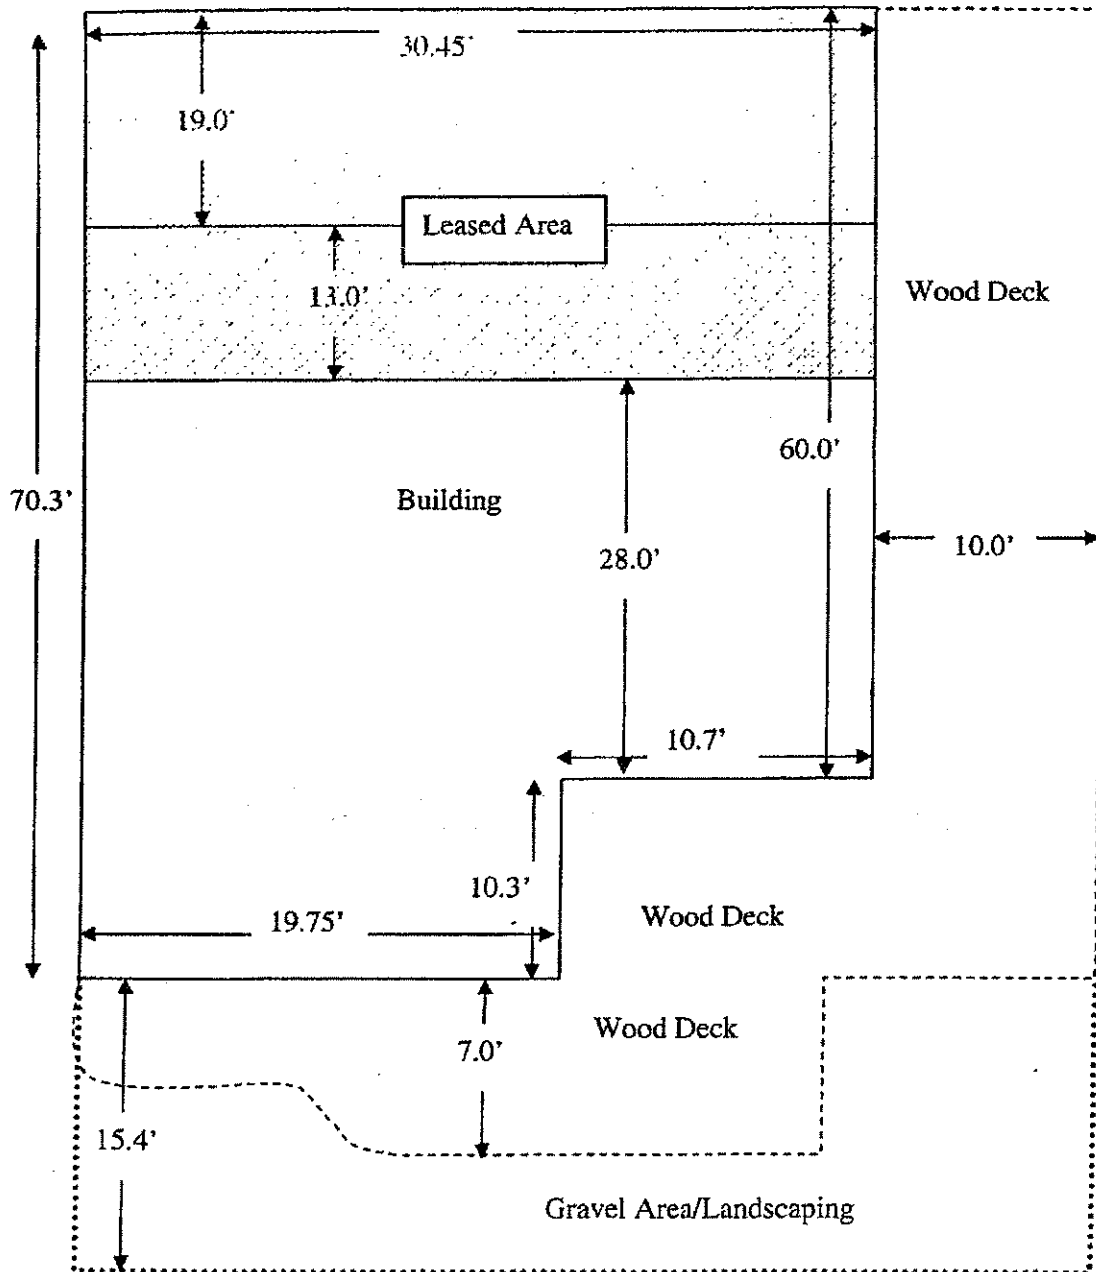 30.45'
19.0'
Leased Area
13.0'
Wood Deck
60.0'
70.3'
Building
28.0'
10.0'
10.7'
10.3'
19.75'
Wood Deck
Wood Deck
7.0'
15.4'
Gravel Area/Landscaping